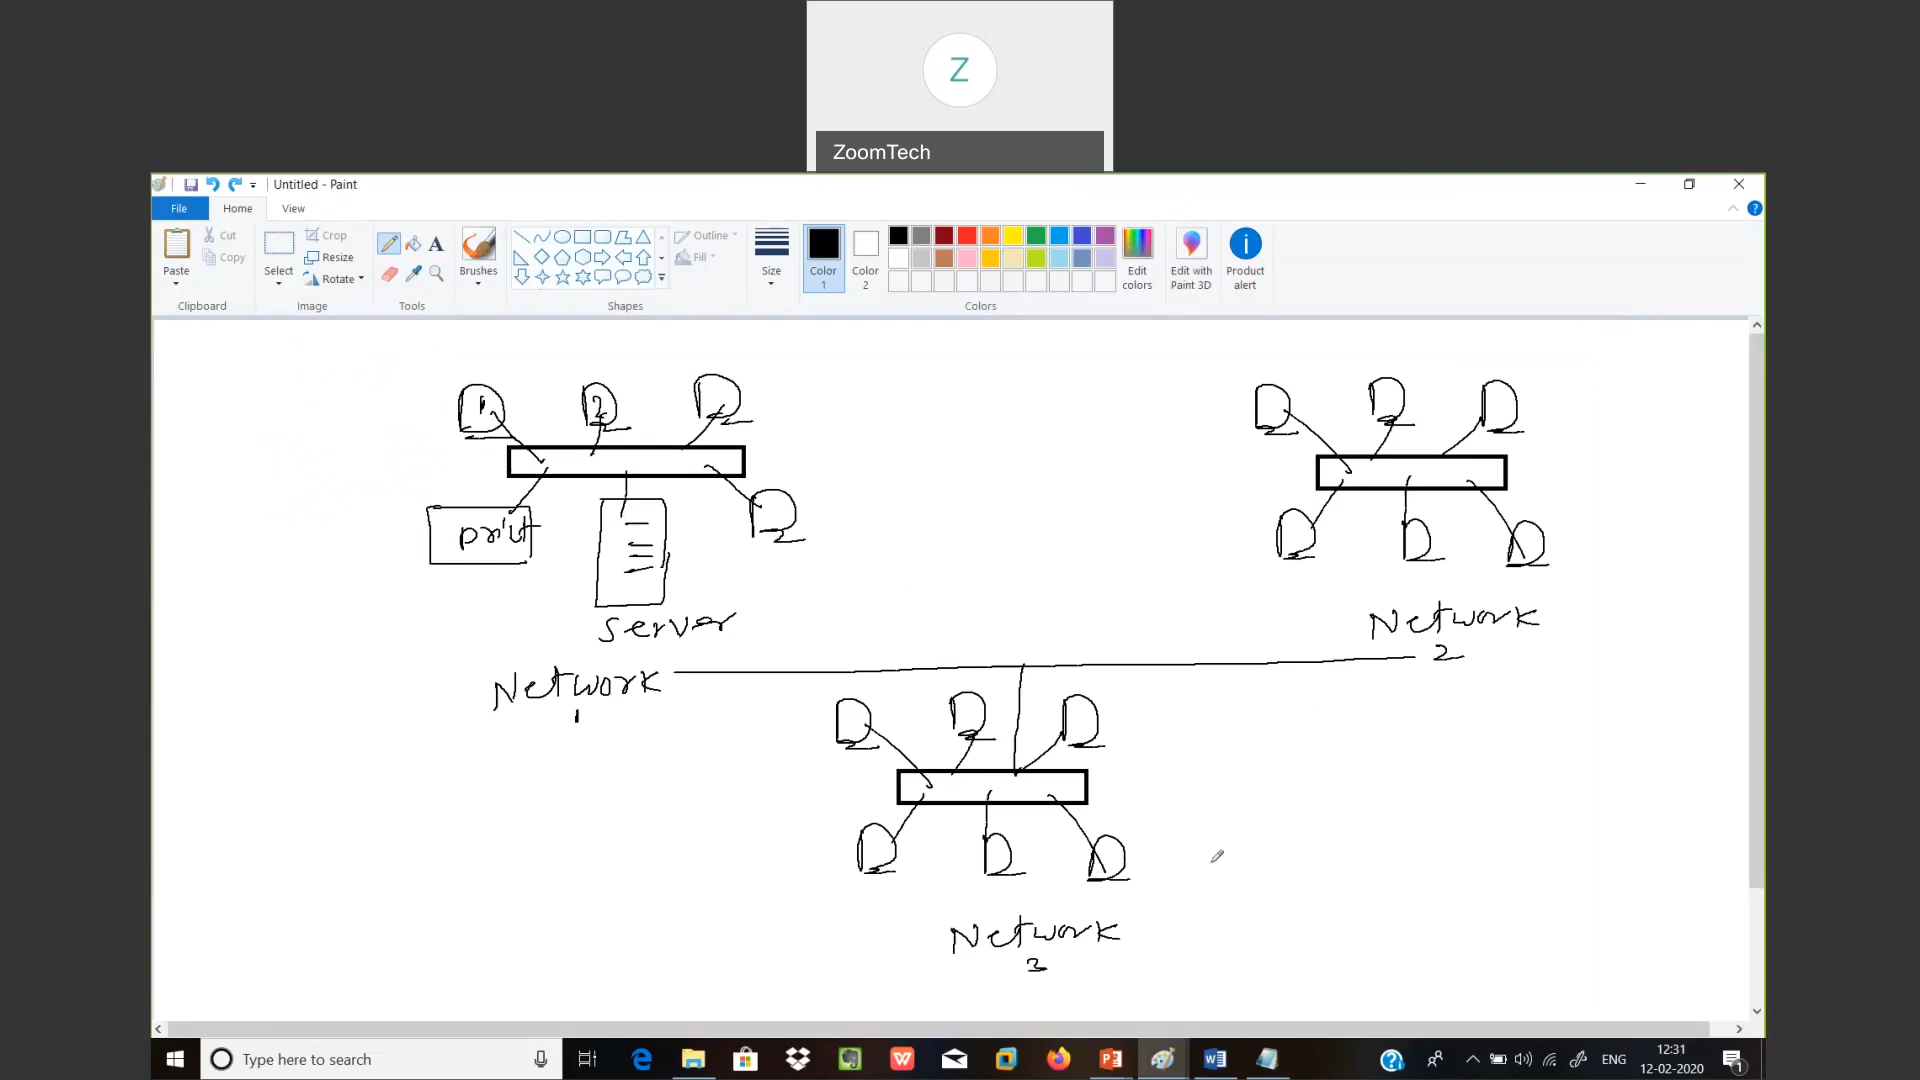 Z
ZoomTech
Untitled - Paint
File Home View
Cut
Copy
Paste
Clipboard
Crop
Resize
Rotate
Select
Image
A
Tools
Brushes
Shapes
Outline
Fill
Size
Color 1
Color 2
Edit colors
Colors
Edit with Paint 3D
Product alert
1 2
print
server
Network
1
Network
2
Network
3
Type here to search
ENG
12:31
12-02-2020
1